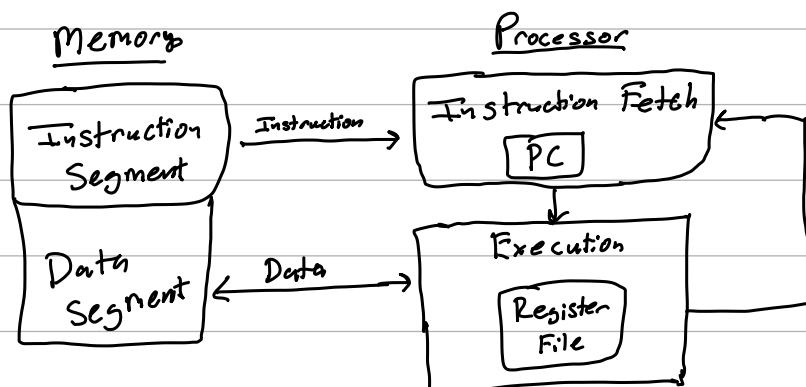 Memory
Processor
Instruction
Segment
Instruction
Instruction Fetch
PC
Data
Segment
Data
Execution
Register
File